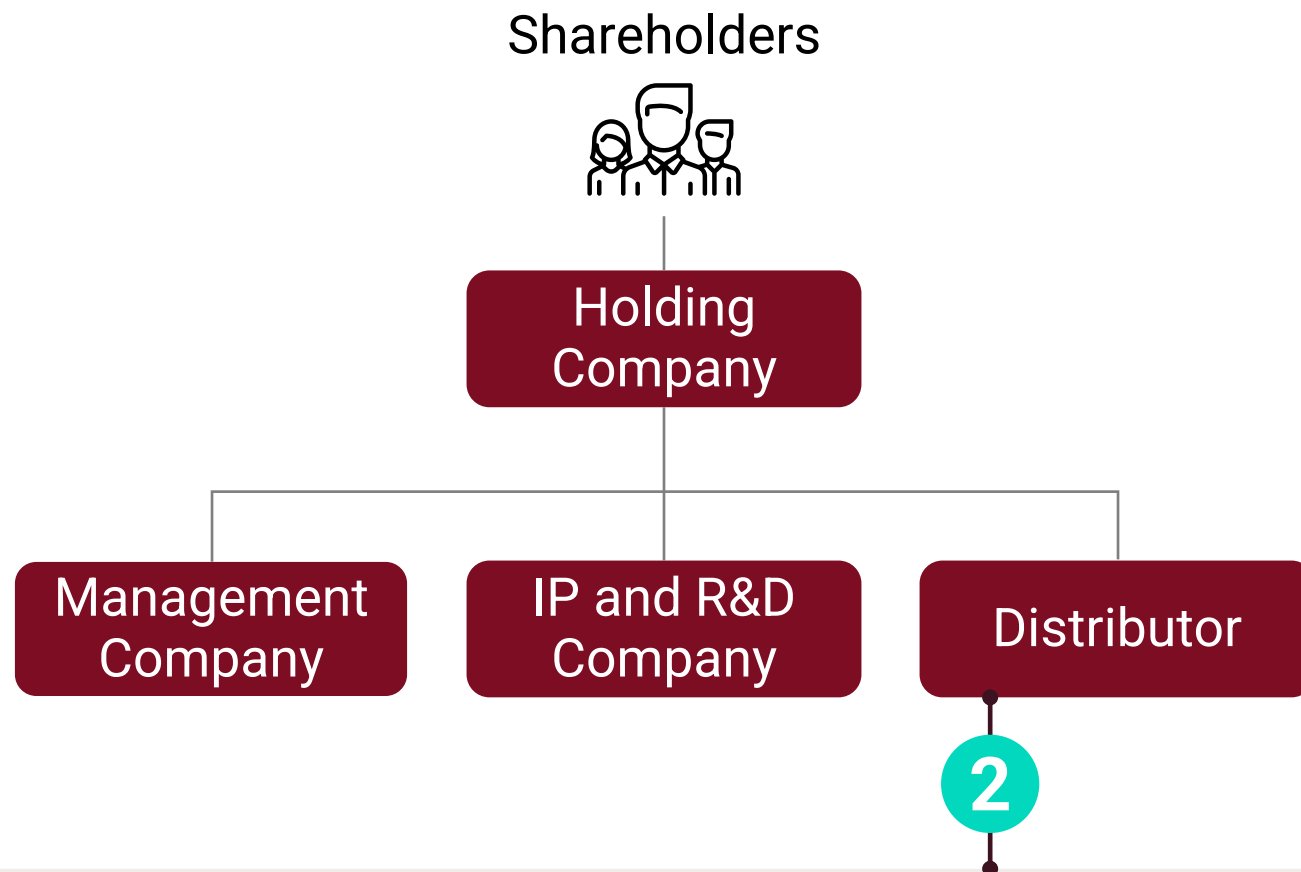 Shareholders
Holding
Company
Management
Company
IP and R&D
Company
Distributor
2